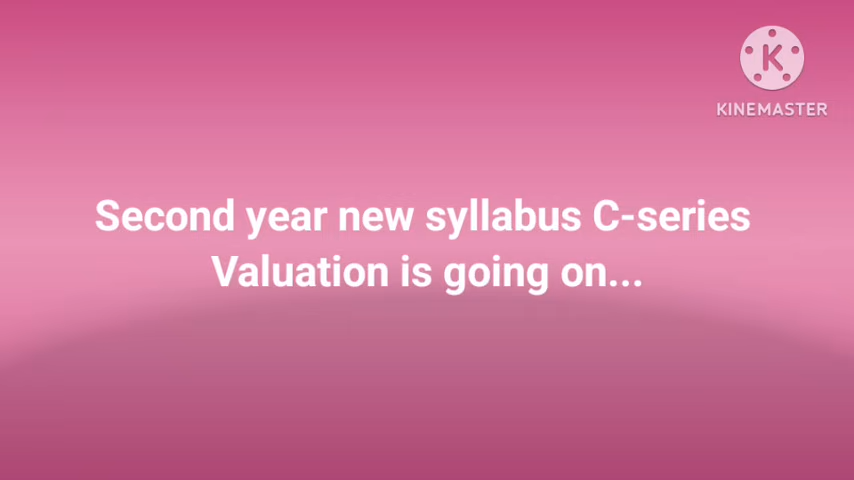 KINEMASTER
Second year new syllabus C-series
Valuation is going on...